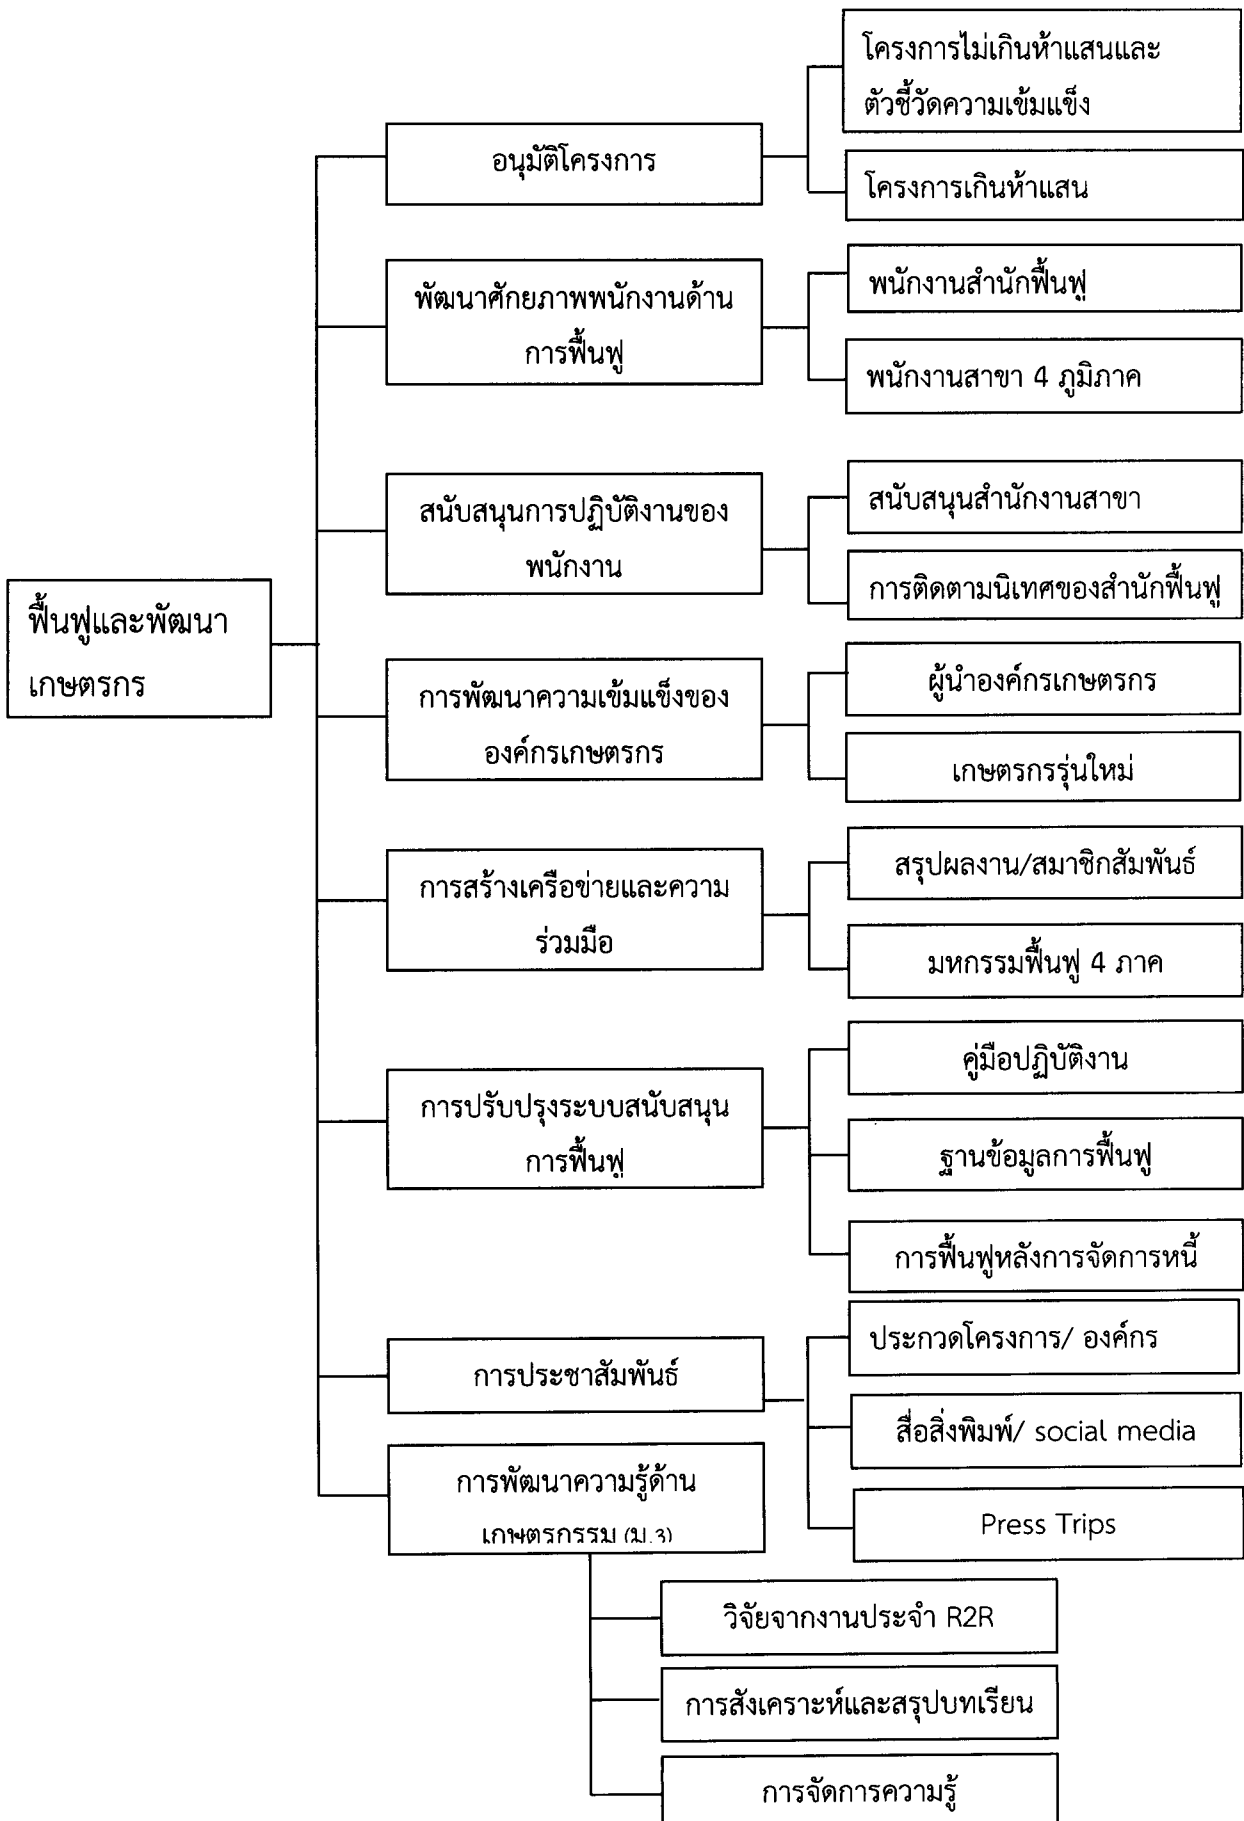 ฟื้นฟูและพัฒนา
เกษตรกร
อนุมัติโครงการ
โครงการไม่เกินห้าแสนและ
ตัวชี้วัดความเข้มแข็ง
โครงการเกินห้าแสน
พัฒนาศักยภาพพนักงานด้าน
การฟื้นฟู
พนักงานสำนักฟื้นฟู
พนักงานสาขา 4 ภูมิภาค
สนับสนุนการปฏิบัติงานของ
พนักงาน
สนับสนุนสำนักงานสาขา
การติดตามนิเทศของสำนักฟื้นฟู
การพัฒนาความเข้มแข็งของ
องค์กรเกษตรกร
ผู้นำองค์กรเกษตรกร
เกษตรกรรุ่นใหม่
การสร้างเครือข่ายและความ
ร่วมมือ
สรุปผลงาน/สมาชิกสัมพันธ์
มหกรรมฟื้นฟู 4 ภาค
การปรับปรุงระบบสนับสนุน
การฟื้นฟู
คู่มือปฏิบัติงาน
ฐานข้อมูลการฟื้นฟู
การฟื้นฟูหลังการจัดการหนี้
การประชาสัมพันธ์
ประกวดโครงการ/ องค์กร
สื่อสิ่งพิมพ์/ social media
Press Trips
การพัฒนาความรู้ด้าน
เกษตรกรรม (ม.3)
วิจัยจากงานประจำ R2R
การสังเคราะห์และสรุปบทเรียน
การจัดการความรู้